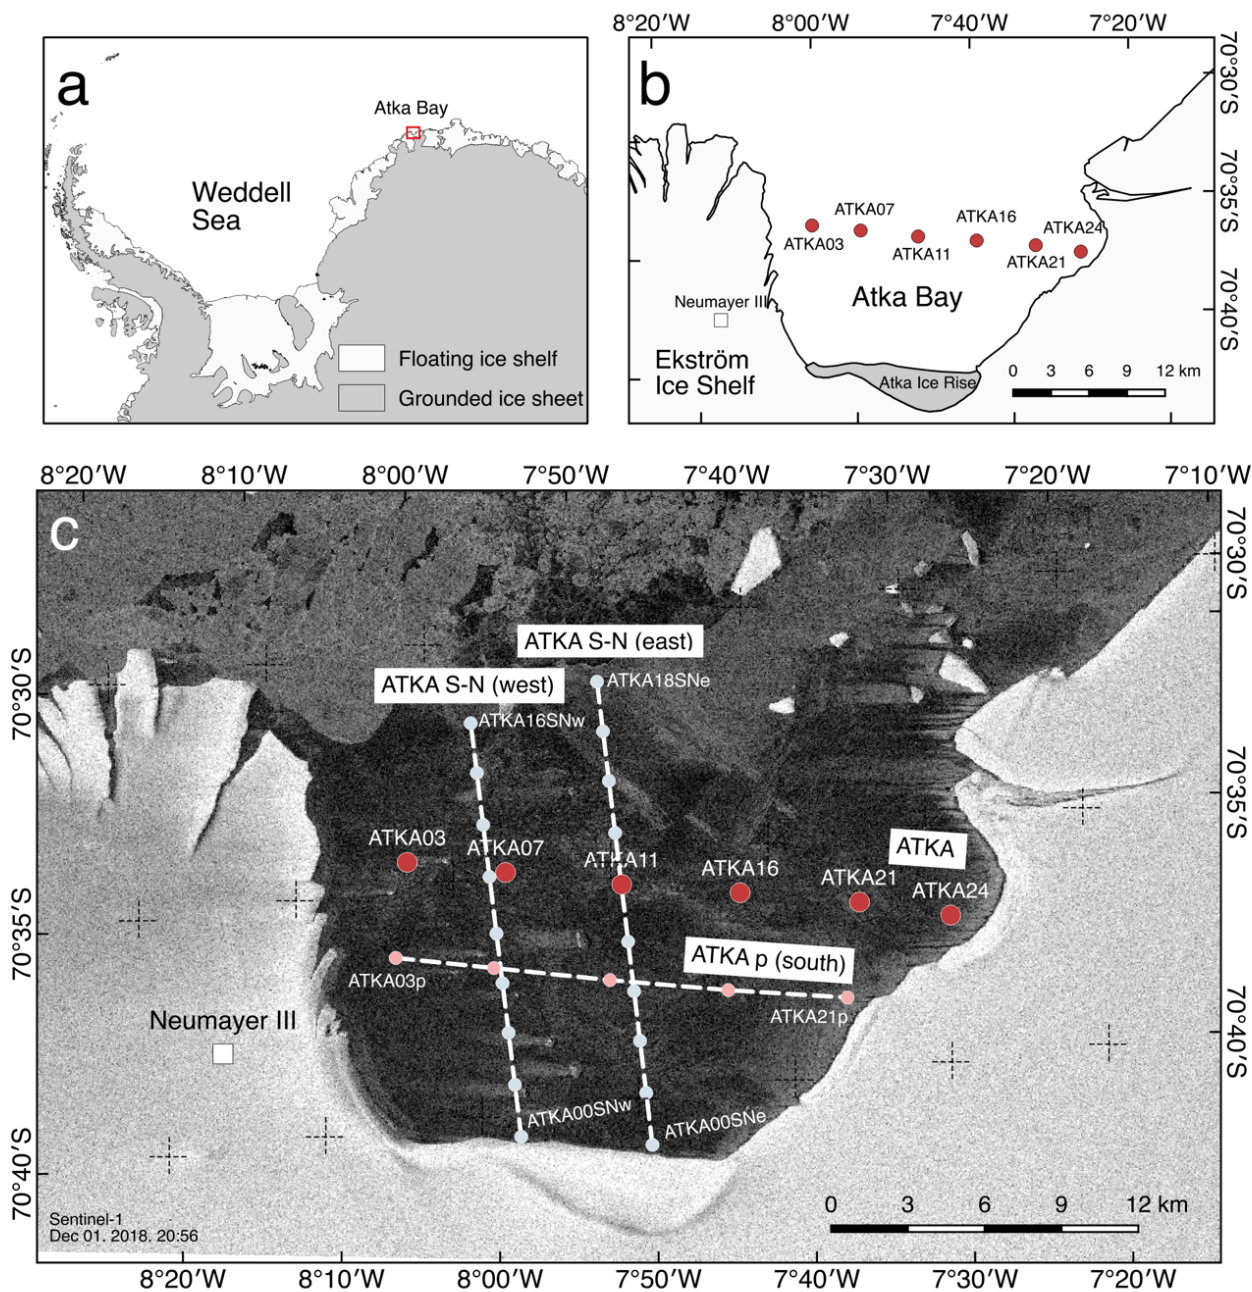 a
Atka Bay
Weddell
Sea
Floating ice shelf
Grounded ice sheet
8°20′W 8°00′W 7°40′W 7°20′W
b
70°30′S
70°35′S
70°40′S
ATKA03
ATKA07
ATKA11
ATKA16
ATKA21
ATKA24
Neumayer III
Atka Bay
Ekström
Ice Shelf
Atka Ice Rise
0 3 6 9 12 km
8°20′W 8°10′W 8°00′W 7°50′W 7°40′W 7°30′W 7°20′W 7°10′W
c
70°30′S
70°35′S
70°40′S
70°30′S
70°35′S
70°40′S
ATKA S-N (east)
ATKA S-N (west)
ATKA18SNe
ATKA16SNw
ATKA03
ATKA07
ATKA11
ATKA16
ATKA21
ATKA
ATKA24
ATKA p (south)
ATKA03p
ATKA21p
Neumayer III
ATKA00SNw
ATKA00SNe
0 3 6 9 12 km
Sentinel-1
Dec 01. 2018. 20:56
8°20′W 8°10′W 8°00′W 7°50′W 7°40′W 7°30′W 7°20′W